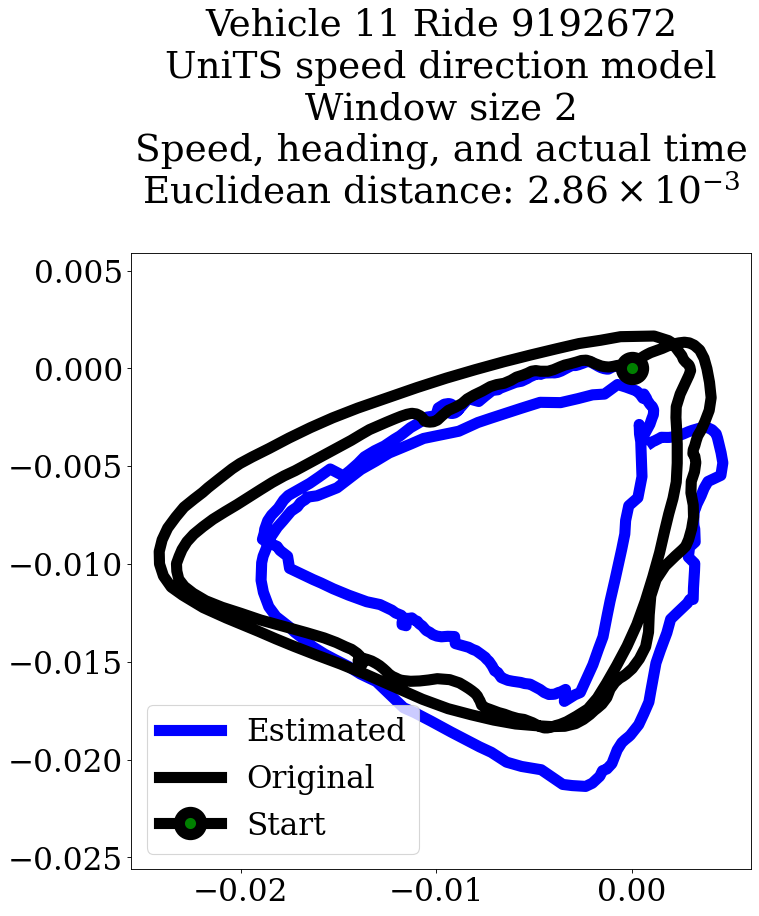 Vehicle 11 Ride 9192672
UniTS speed direction model
Window size 2
Speed, heading, and actual time
Euclidean distance: 2.86 × 10⁻³
0.005
0.000
−0.005
−0.010
−0.015
−0.020
−0.025
Estimated
Original
Start
−0.02
−0.01
0.00